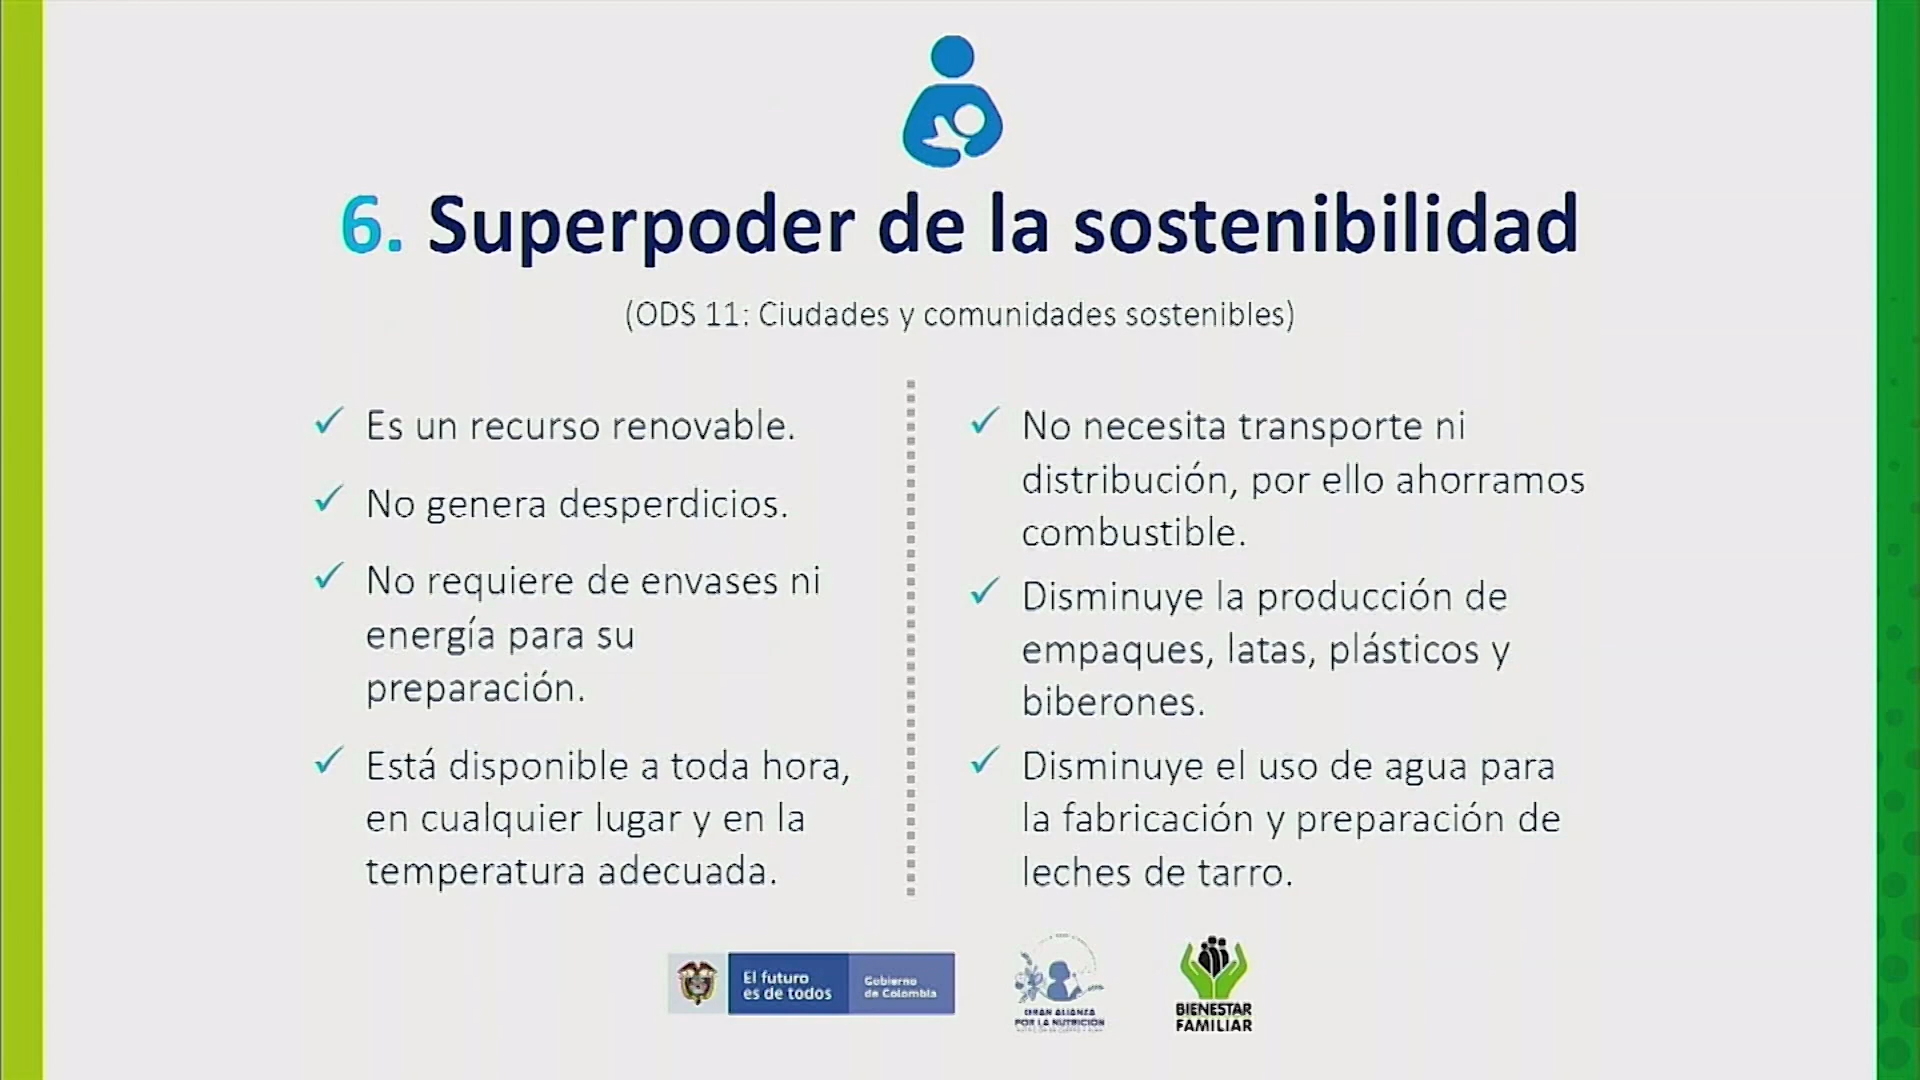 6. Superpoder de la sostenibilidad
(ODS 11: Ciudades y comunidades sostenibles)
✓ Es un recurso renovable.
✓ No genera desperdicios.
✓ No requiere de envases ni
energía para su
preparación.
✓ Está disponible a toda hora,
en cualquier lugar y en la
temperatura adecuada.
✓ No necesita transporte ni
distribución, por ello ahorramos
combustible.
✓ Disminuye la producción de
empaques, latas, plásticos y
biberones.
✓ Disminuye el uso de agua para
la fabricación y preparación de
leches de tarro.
El futuro
es de todos
Gobierno
de Colombia
GRAN ALIANZA
POR LA NUTRICIÓN
BIENESTAR
FAMILIAR